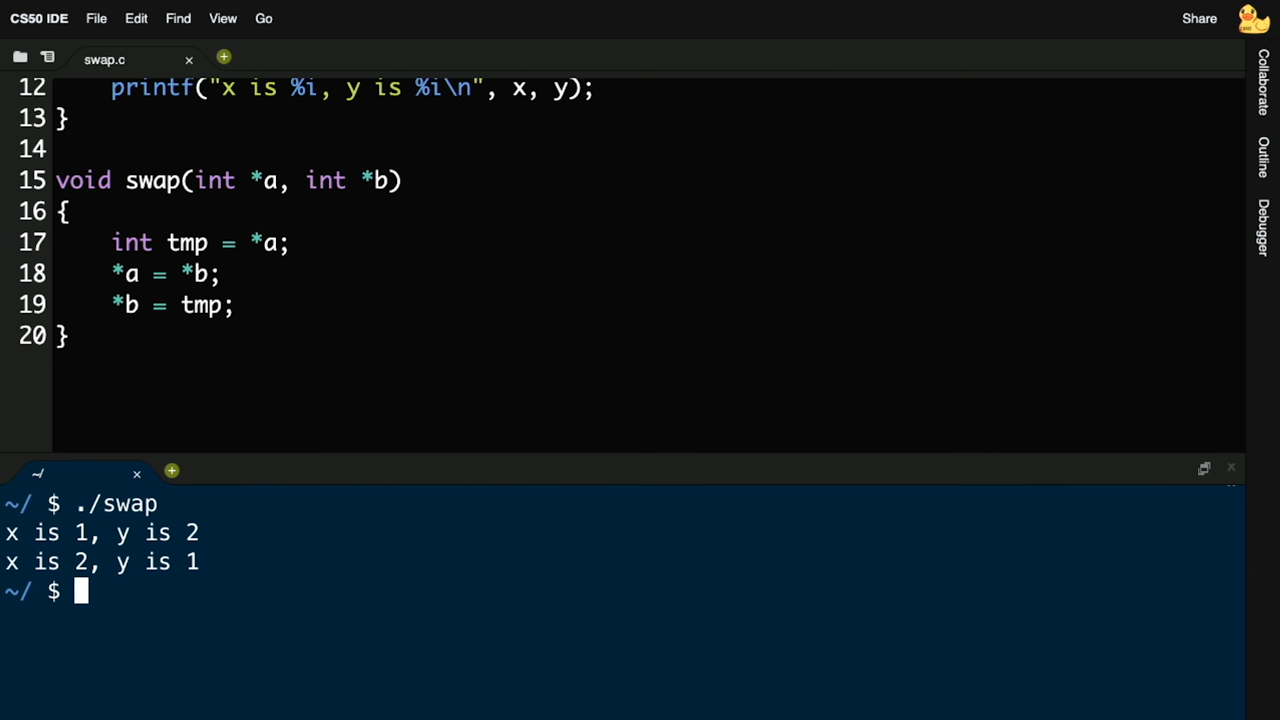 CS50 IDE File Edit Find View Go Share
swap.c
Collaborate
Outline
Debugger
12 printf("x is %i, y is %i\n", x, y);
13 }
14
15 void swap(int *a, int *b)
16 {
17 int tmp = *a;
18 *a = *b;
19 *b = tmp;
20 }
~/
~/ $ ./swap
x is 1, y is 2
x is 2, y is 1
~/ $